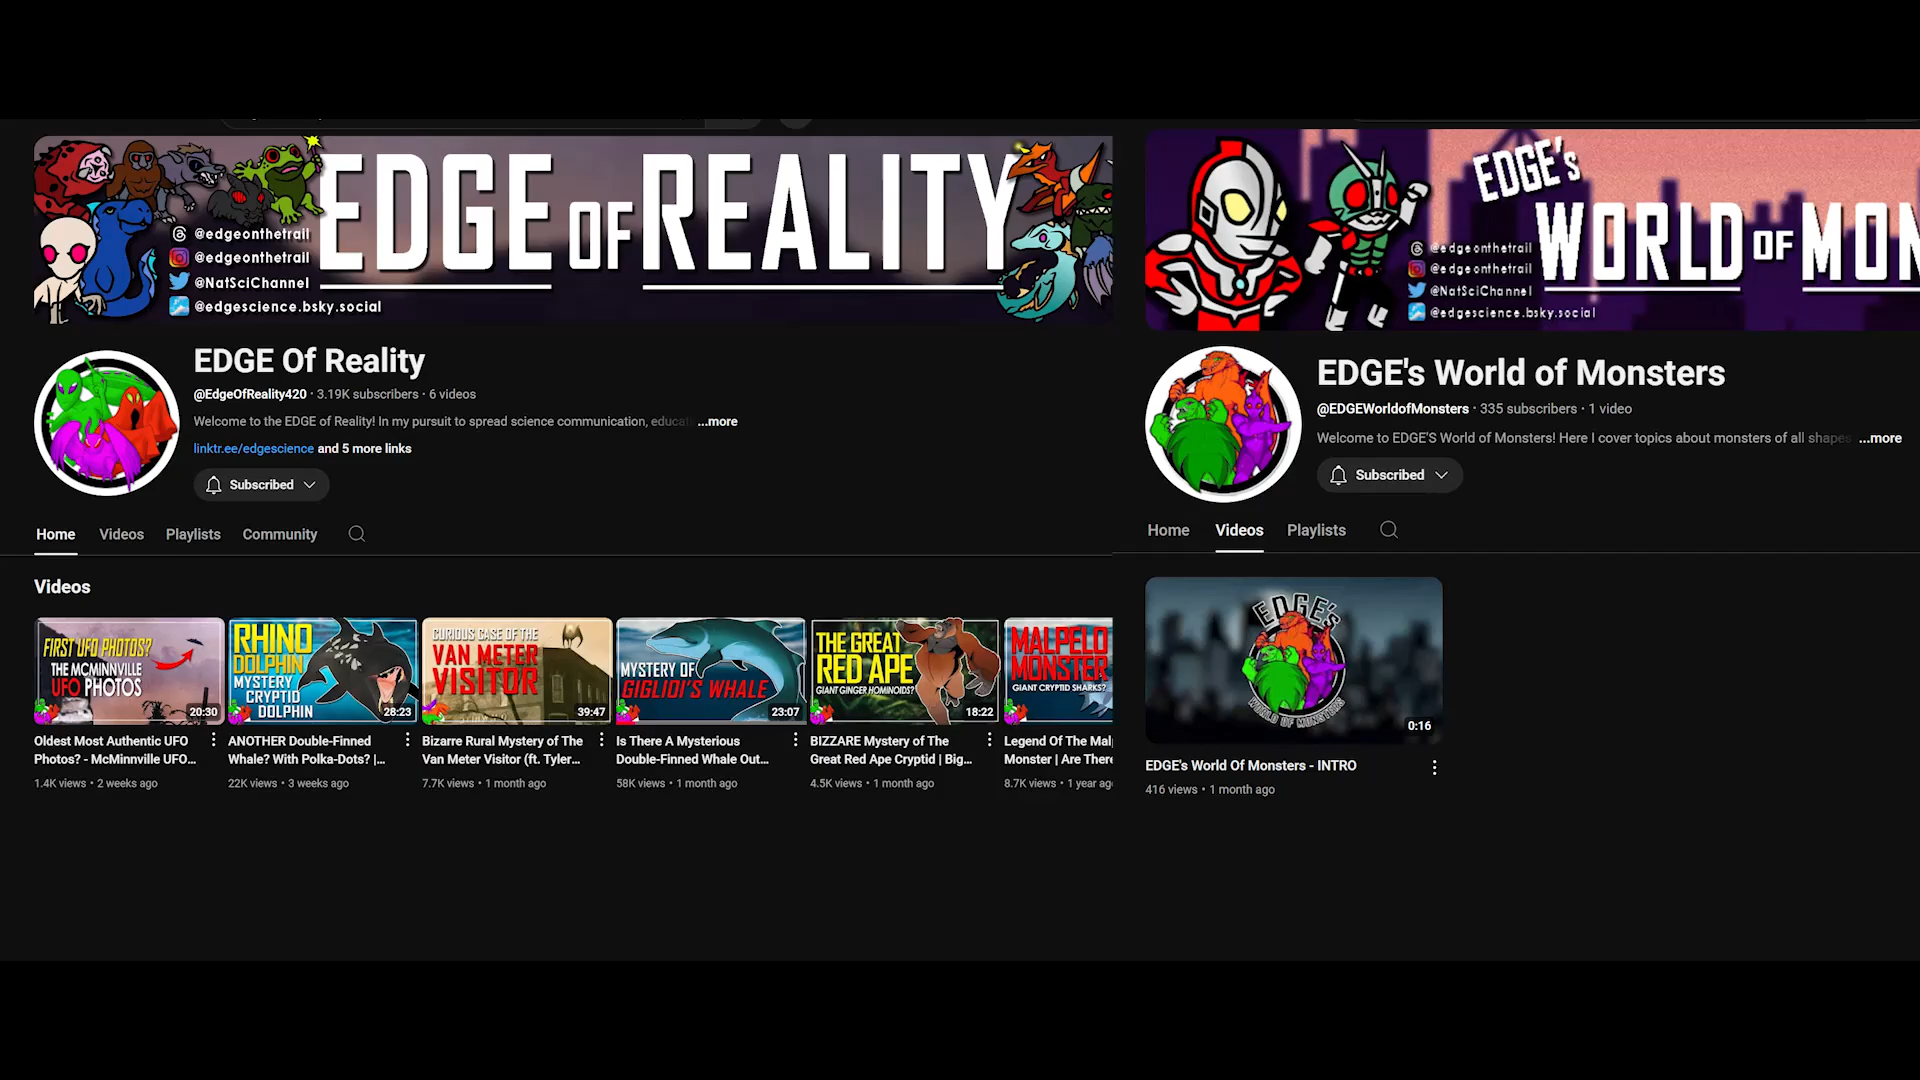 EDGE OF REALITY
@edgeonthetrail
@edgeonthetrail
@NatSciChannel
@edgescience.bsky.social
EDGE Of Reality
@EdgeOfReality420 · 3.19K subscribers · 6 videos
Welcome to the EDGE of Reality! In my pursuit to spread science communication, educat ...more
linktr.ee/edgescience and 5 more links
Subscribed
Home Videos Playlists Community
Videos
FIRST UFO PHOTOS?
THE MCMINNVILLE
UFO PHOTOS
20:30
Oldest Most Authentic UFO
Photos? - McMinnville UFO...
1.4K views • 2 weeks ago
RHINO
DOLPHIN
MYSTERY
CRYPTID
DOLPHIN
28:23
ANOTHER Double-Finned
Whale? With Polka-Dots? |...
22K views • 3 weeks ago
CURIOUS CASE OF THE
VAN METER
VISITOR
39:47
Bizarre Rural Mystery of The
Van Meter Visitor (ft. Tyler...
7.7K views • 1 month ago
MYSTERY OF
GIGLIOI'S WHALE
23:07
Is There A Mysterious
Double-Finned Whale Out...
58K views • 1 month ago
THE GREAT
RED APE
GIANT GINGER HOMINOIDS?
18:22
BIZZARE Mystery of The
Great Red Ape Cryptid | Big...
4.5K views • 1 month ago
MALPELO
MONSTER
GIANT CRYPTID SHARKS?
Legend Of The Mal
Monster | Are There
8.7K views • 1 year ag
EDGE's
WORLD OF MON
@edgeonthetrail
@edgeonthetrail
@NatSciChannel
@edgescience.bsky.social
EDGE's World of Monsters
@EDGEWorldofMonsters · 335 subscribers · 1 video
Welcome to EDGE'S World of Monsters! Here I cover topics about monsters of all shapes ...more
Subscribed
Home Videos Playlists
EDGE's
WORLD OF MONSTERS
0:16
EDGE's World Of Monsters - INTRO
416 views • 1 month ago